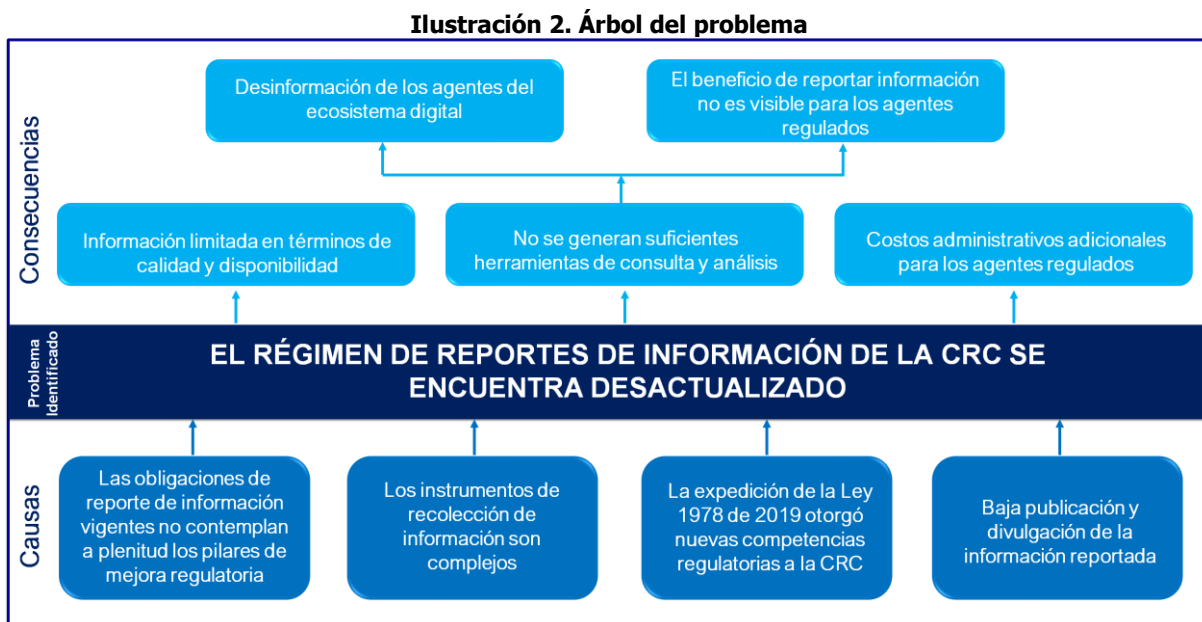 Ilustración 2. Árbol del problema
Consecuencias
Desinformación de los agentes del
ecosistema digital
El beneficio de reportar información
no es visible para los agentes
regulados
Información limitada en términos de
calidad y disponibilidad
No se generan suficientes
herramientas de consulta y análisis
Costos administrativos adicionales
para los agentes regulados
Problema
Identificado
EL RÉGIMEN DE REPORTES DE INFORMACIÓN DE LA CRC SE
ENCUENTRA DESACTUALIZADO
Causas
Las obligaciones de
reporte de información
vigentes no contemplan
a plenitud los pilares de
mejora regulatoria
Los instrumentos de
recolección de
información son
complejos
La expedición de la Ley
1978 de 2019 otorgó
nuevas competencias
regulatorias a la CRC
Baja publicación y
divulgación de la
información reportada